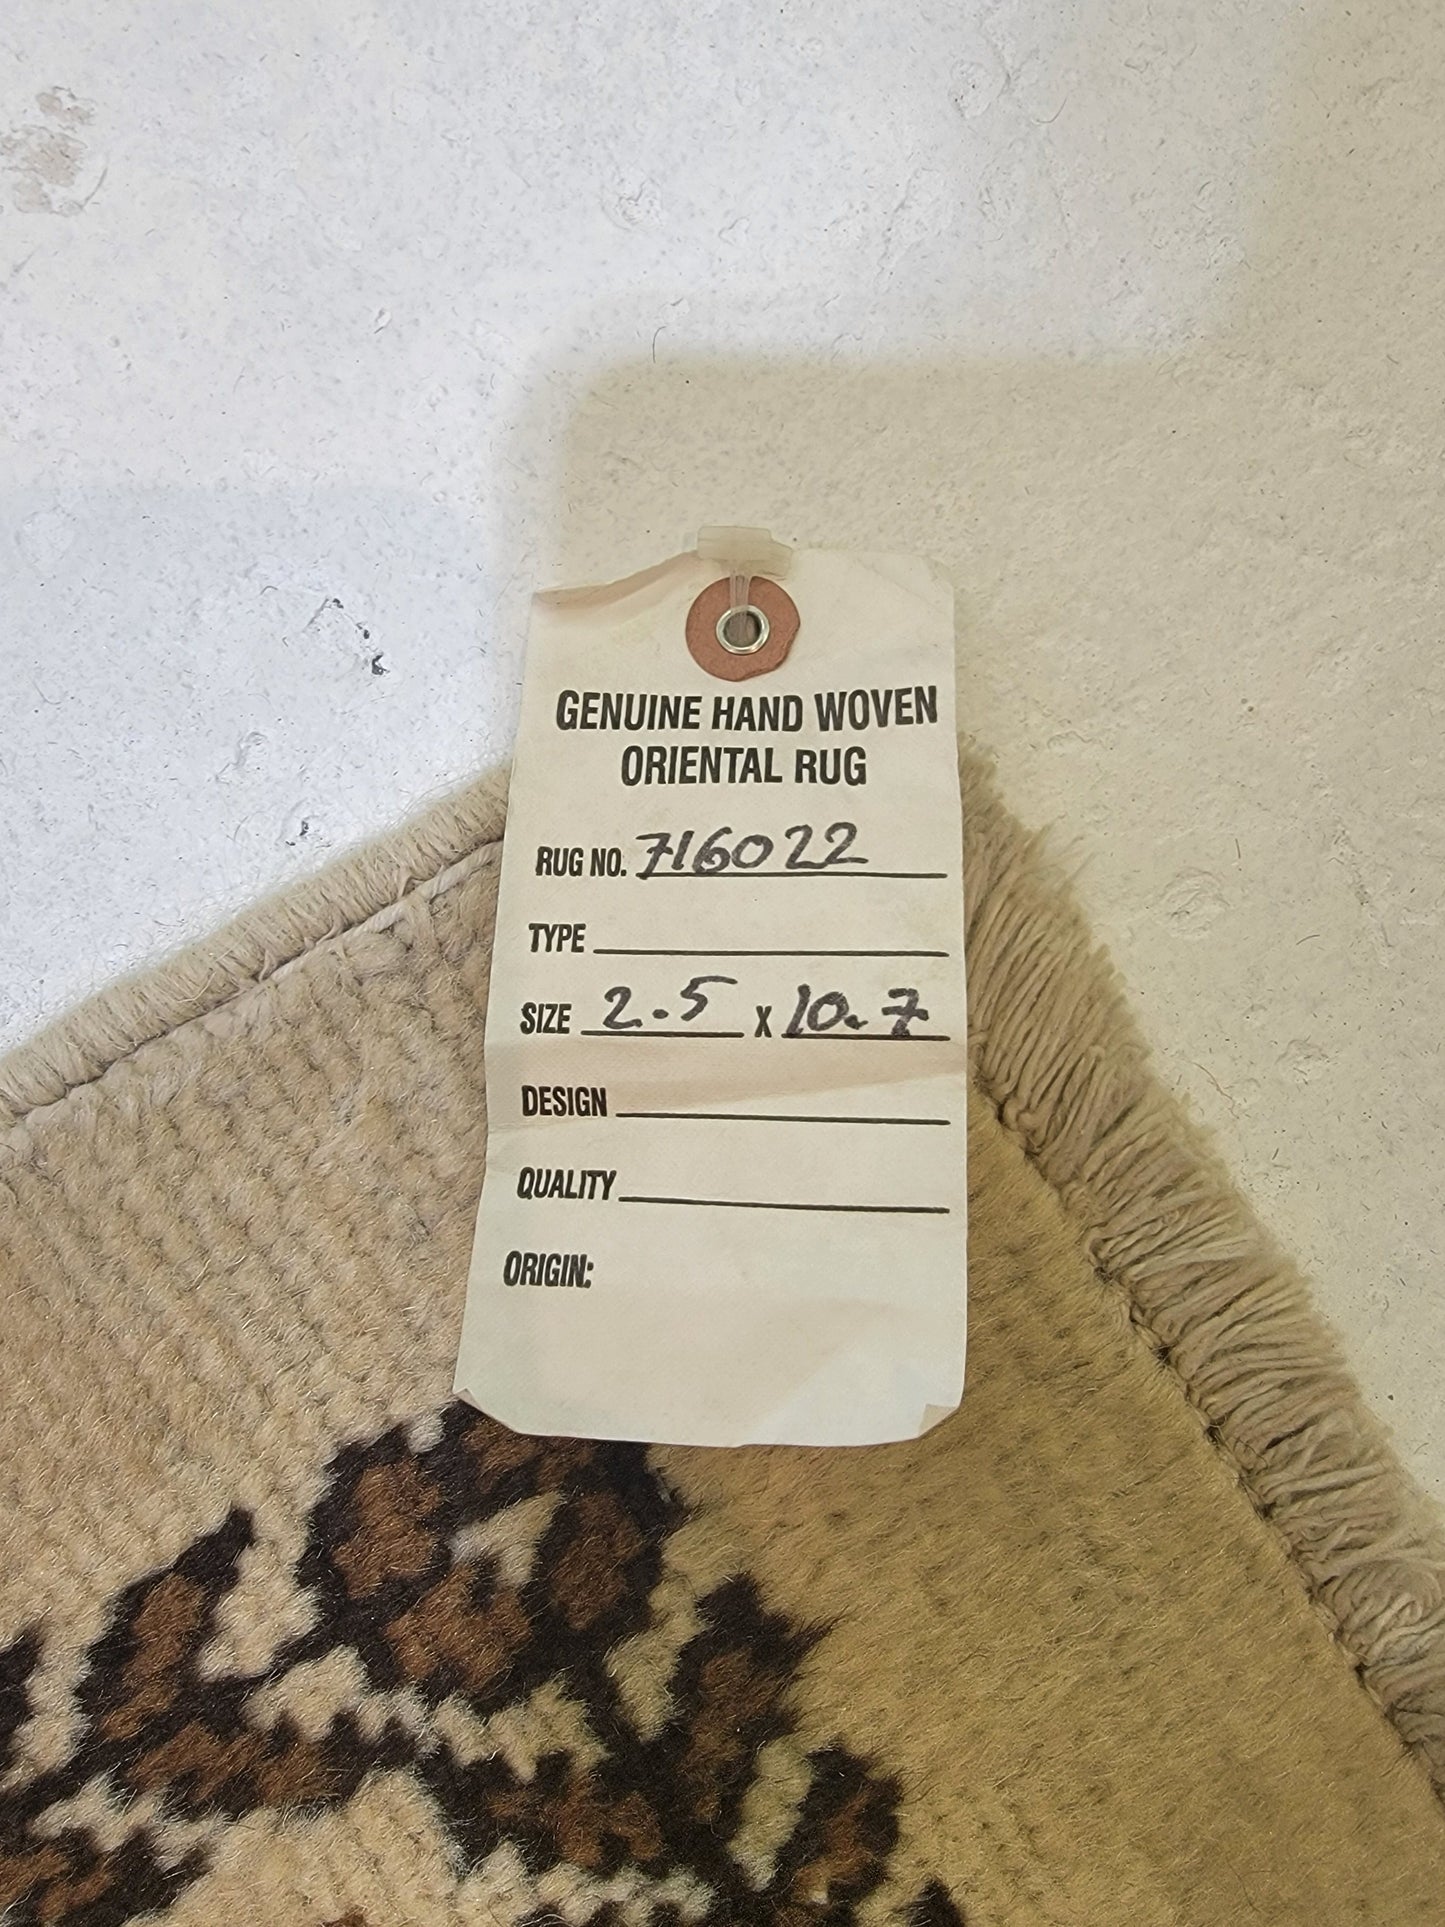 GENUINE HAND WOVEN
ORIENTAL RUG
RUG NO. 716022
TYPE
SIZE 2.5 X 10.7
DESIGN
QUALITY
ORIGIN: